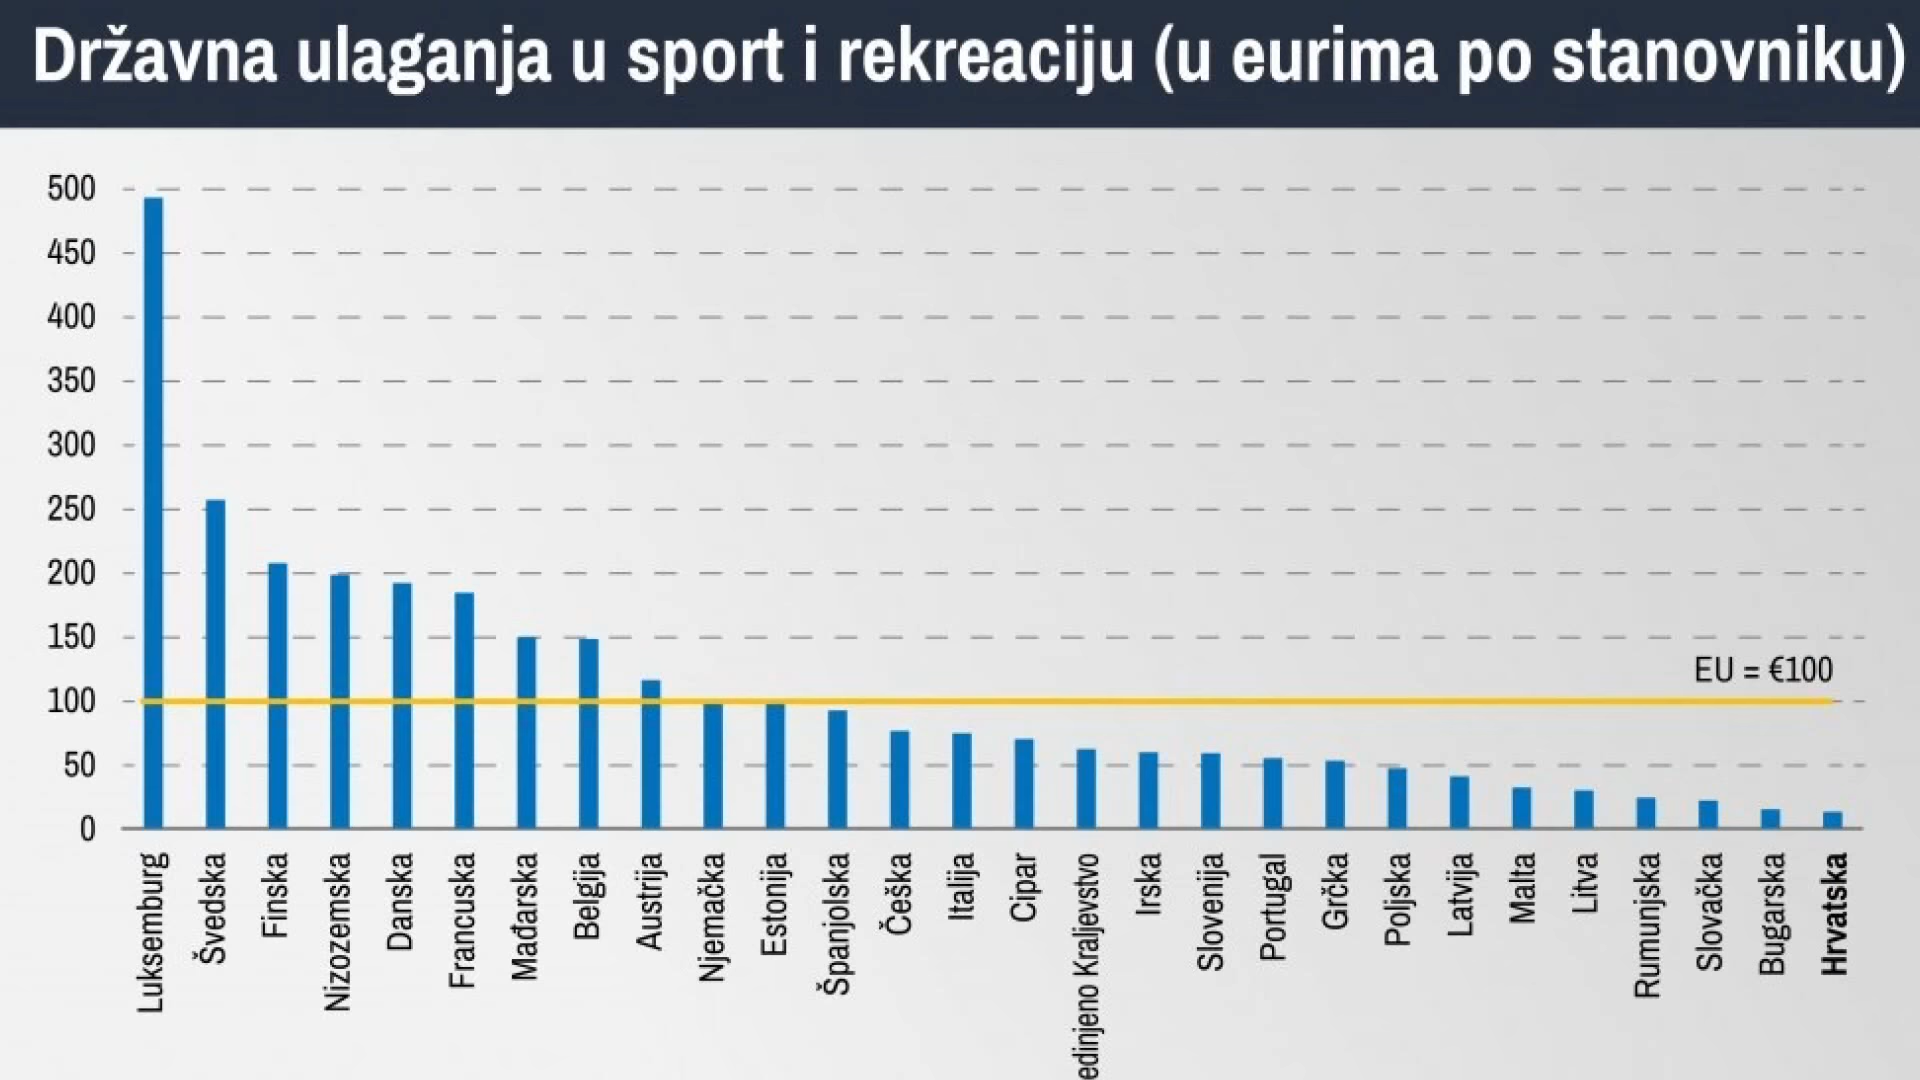 Državna ulaganja u sport i rekreaciju (u eurima po stanovniku)
500
450
400
350
300
250
200
150
EU = €100
100
50
0
Luksemburg
Švedska
Finska
Nizozemska
Danska
Francuska
Mađarska
Belgija
Austrija
Njemačka
Estonija
Španjolska
Češka
Italija
Cipar
edinjeno Kraljevstvo
Irska
Slovenija
Portugal
Grčka
Poljska
Latvija
Malta
Litva
Rumunjska
Slovačka
Bugarska
Hrvatska